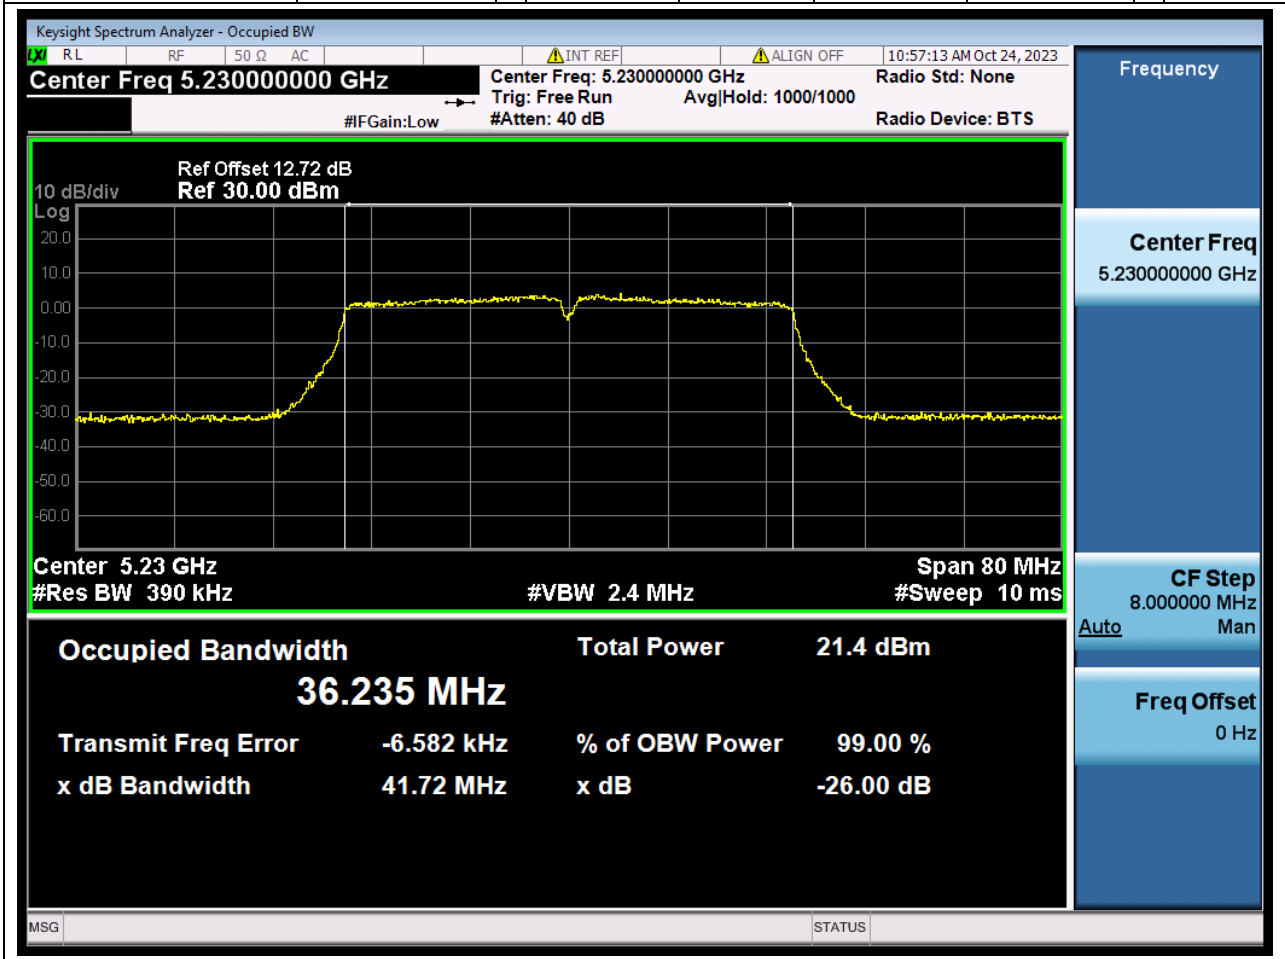 Keysight Spectrum Analyzer - Occupied BW
LXI RL RF 50 Ω AC INT REF ALIGN OFF 10:57:13 AM Oct 24, 2023
Center Freq 5.230000000 GHz
Center Freq: 5.230000000 GHz
Radio Std: None
Trig: Free Run Avg|Hold: 1000/1000
#IFGain:Low
#Atten: 40 dB
Radio Device: BTS
Ref Offset 12.72 dB
10 dB/div Ref 30.00 dBm
Log
20.0
10.0
0.00
-10.0
-20.0
-30.0
-40.0
-50.0
-60.0
Center 5.23 GHz Span 80 MHz
#Res BW 390 kHz #VBW 2.4 MHz #Sweep 10 ms
Occupied Bandwidth Total Power 21.4 dBm
36.235 MHz
Transmit Freq Error -6.582 kHz % of OBW Power 99.00 %
x dB Bandwidth 41.72 MHz x dB -26.00 dB
Frequency
Center Freq
5.230000000 GHz
CF Step
8.000000 MHz
Auto Man
Freq Offset
0 Hz
MSG STATUS